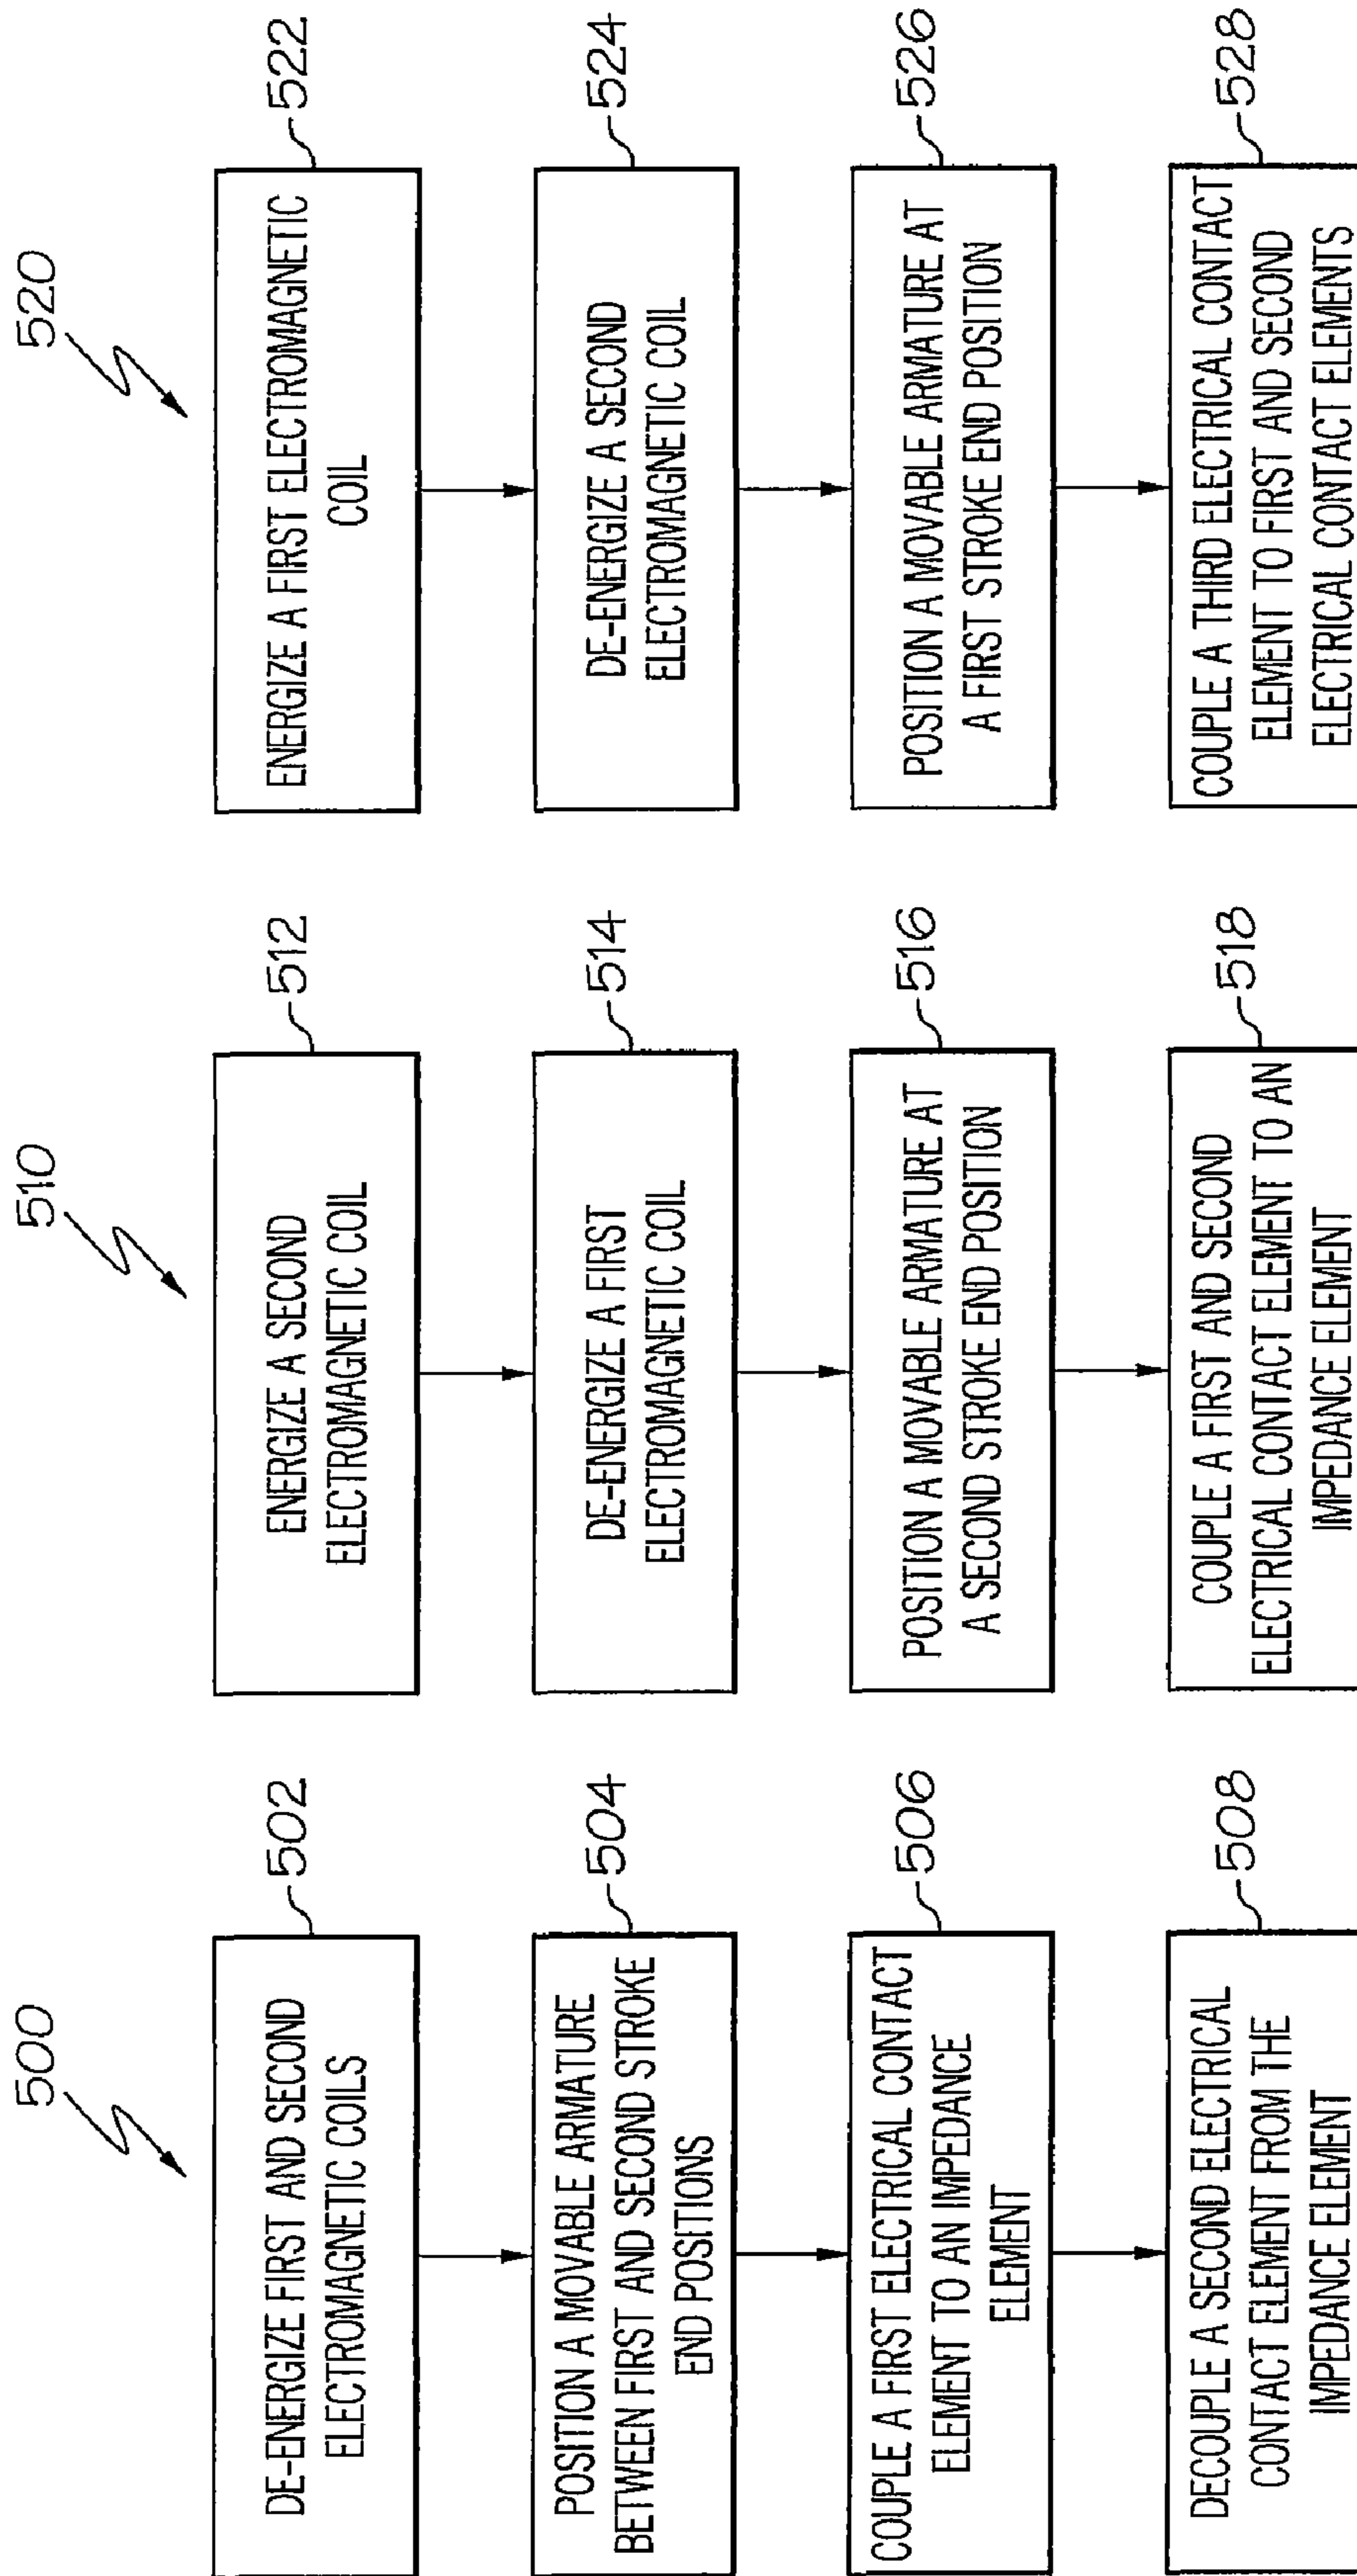 500
DE-ENERGIZE FIRST AND SECOND
ELECTROMAGNETIC COILS
502
POSITION A MOVABLE ARMATURE
BETWEEN FIRST AND SECOND STROKE
END POSITIONS
504
COUPLE A FIRST ELECTRICAL CONTACT
ELEMENT TO AN IMPEDANCE
ELEMENT
506
DECOUPLE A SECOND ELECTRICAL
CONTACT ELEMENT FROM THE
IMPEDANCE ELEMENT
508
510
ENERGIZE A SECOND
ELECTROMAGNETIC COIL
512
DE-ENERGIZE A FIRST
ELECTROMAGNETIC COIL
514
POSITION A MOVABLE ARMATURE AT
A SECOND STROKE END POSITION
516
COUPLE A FIRST AND SECOND
ELECTRICAL CONTACT ELEMENT TO AN
IMPEDANCE ELEMENT
518
520
ENERGIZE A FIRST ELECTROMAGNETIC
COIL
522
DE-ENERGIZE A SECOND
ELECTROMAGNETIC COIL
524
POSITION A MOVABLE ARMATURE AT
A FIRST STROKE END POSITION
526
COUPLE A THIRD ELECTRICAL CONTACT
ELEMENT TO FIRST AND SECOND
ELECTRICAL CONTACT ELEMENTS
528